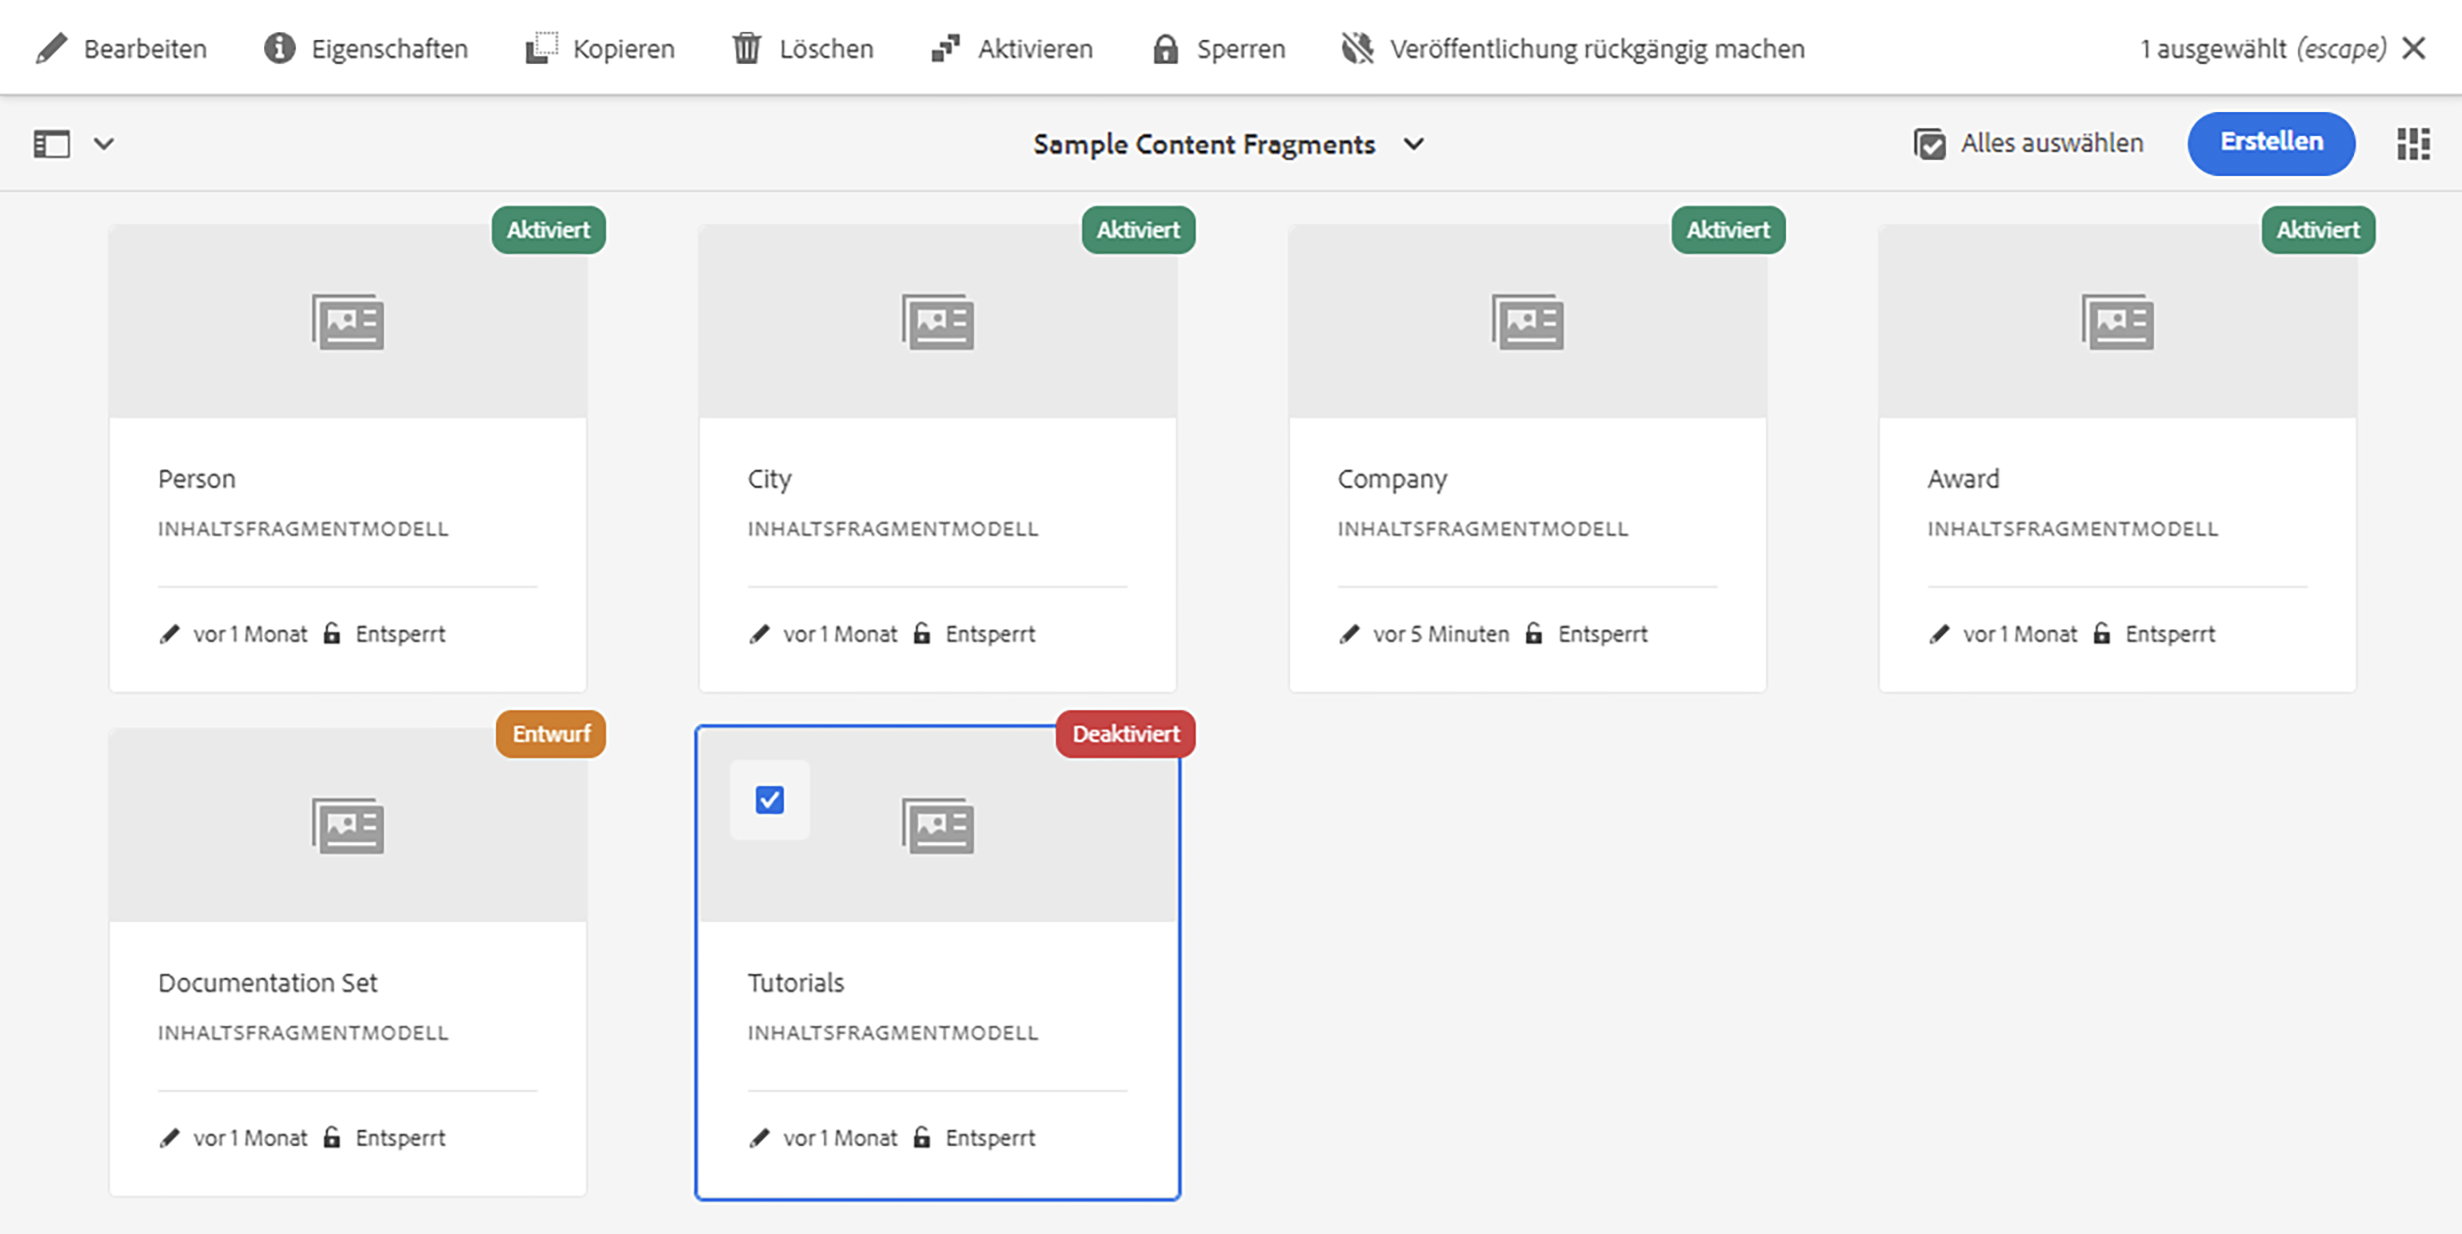 Bearbeiten Eigenschaften Kopieren Löschen Aktivieren Sperren Veröffentlichung rückgängig machen 1 ausgewählt (escape)
Sample Content Fragments Alles auswählen Erstellen
Aktiviert Aktiviert Aktiviert Aktiviert
Person City Company Award
INHALTSFRAGMENTMODELL INHALTSFRAGMENTMODELL INHALTSFRAGMENTMODELL INHALTSFRAGMENTMODELL
vor 1 Monat Entsperrt vor 1 Monat Entsperrt vor 5 Minuten Entsperrt vor 1 Monat Entsperrt
Entwurf Deaktiviert
Documentation Set Tutorials
INHALTSFRAGMENTMODELL INHALTSFRAGMENTMODELL
vor 1 Monat Entsperrt vor 1 Monat Entsperrt